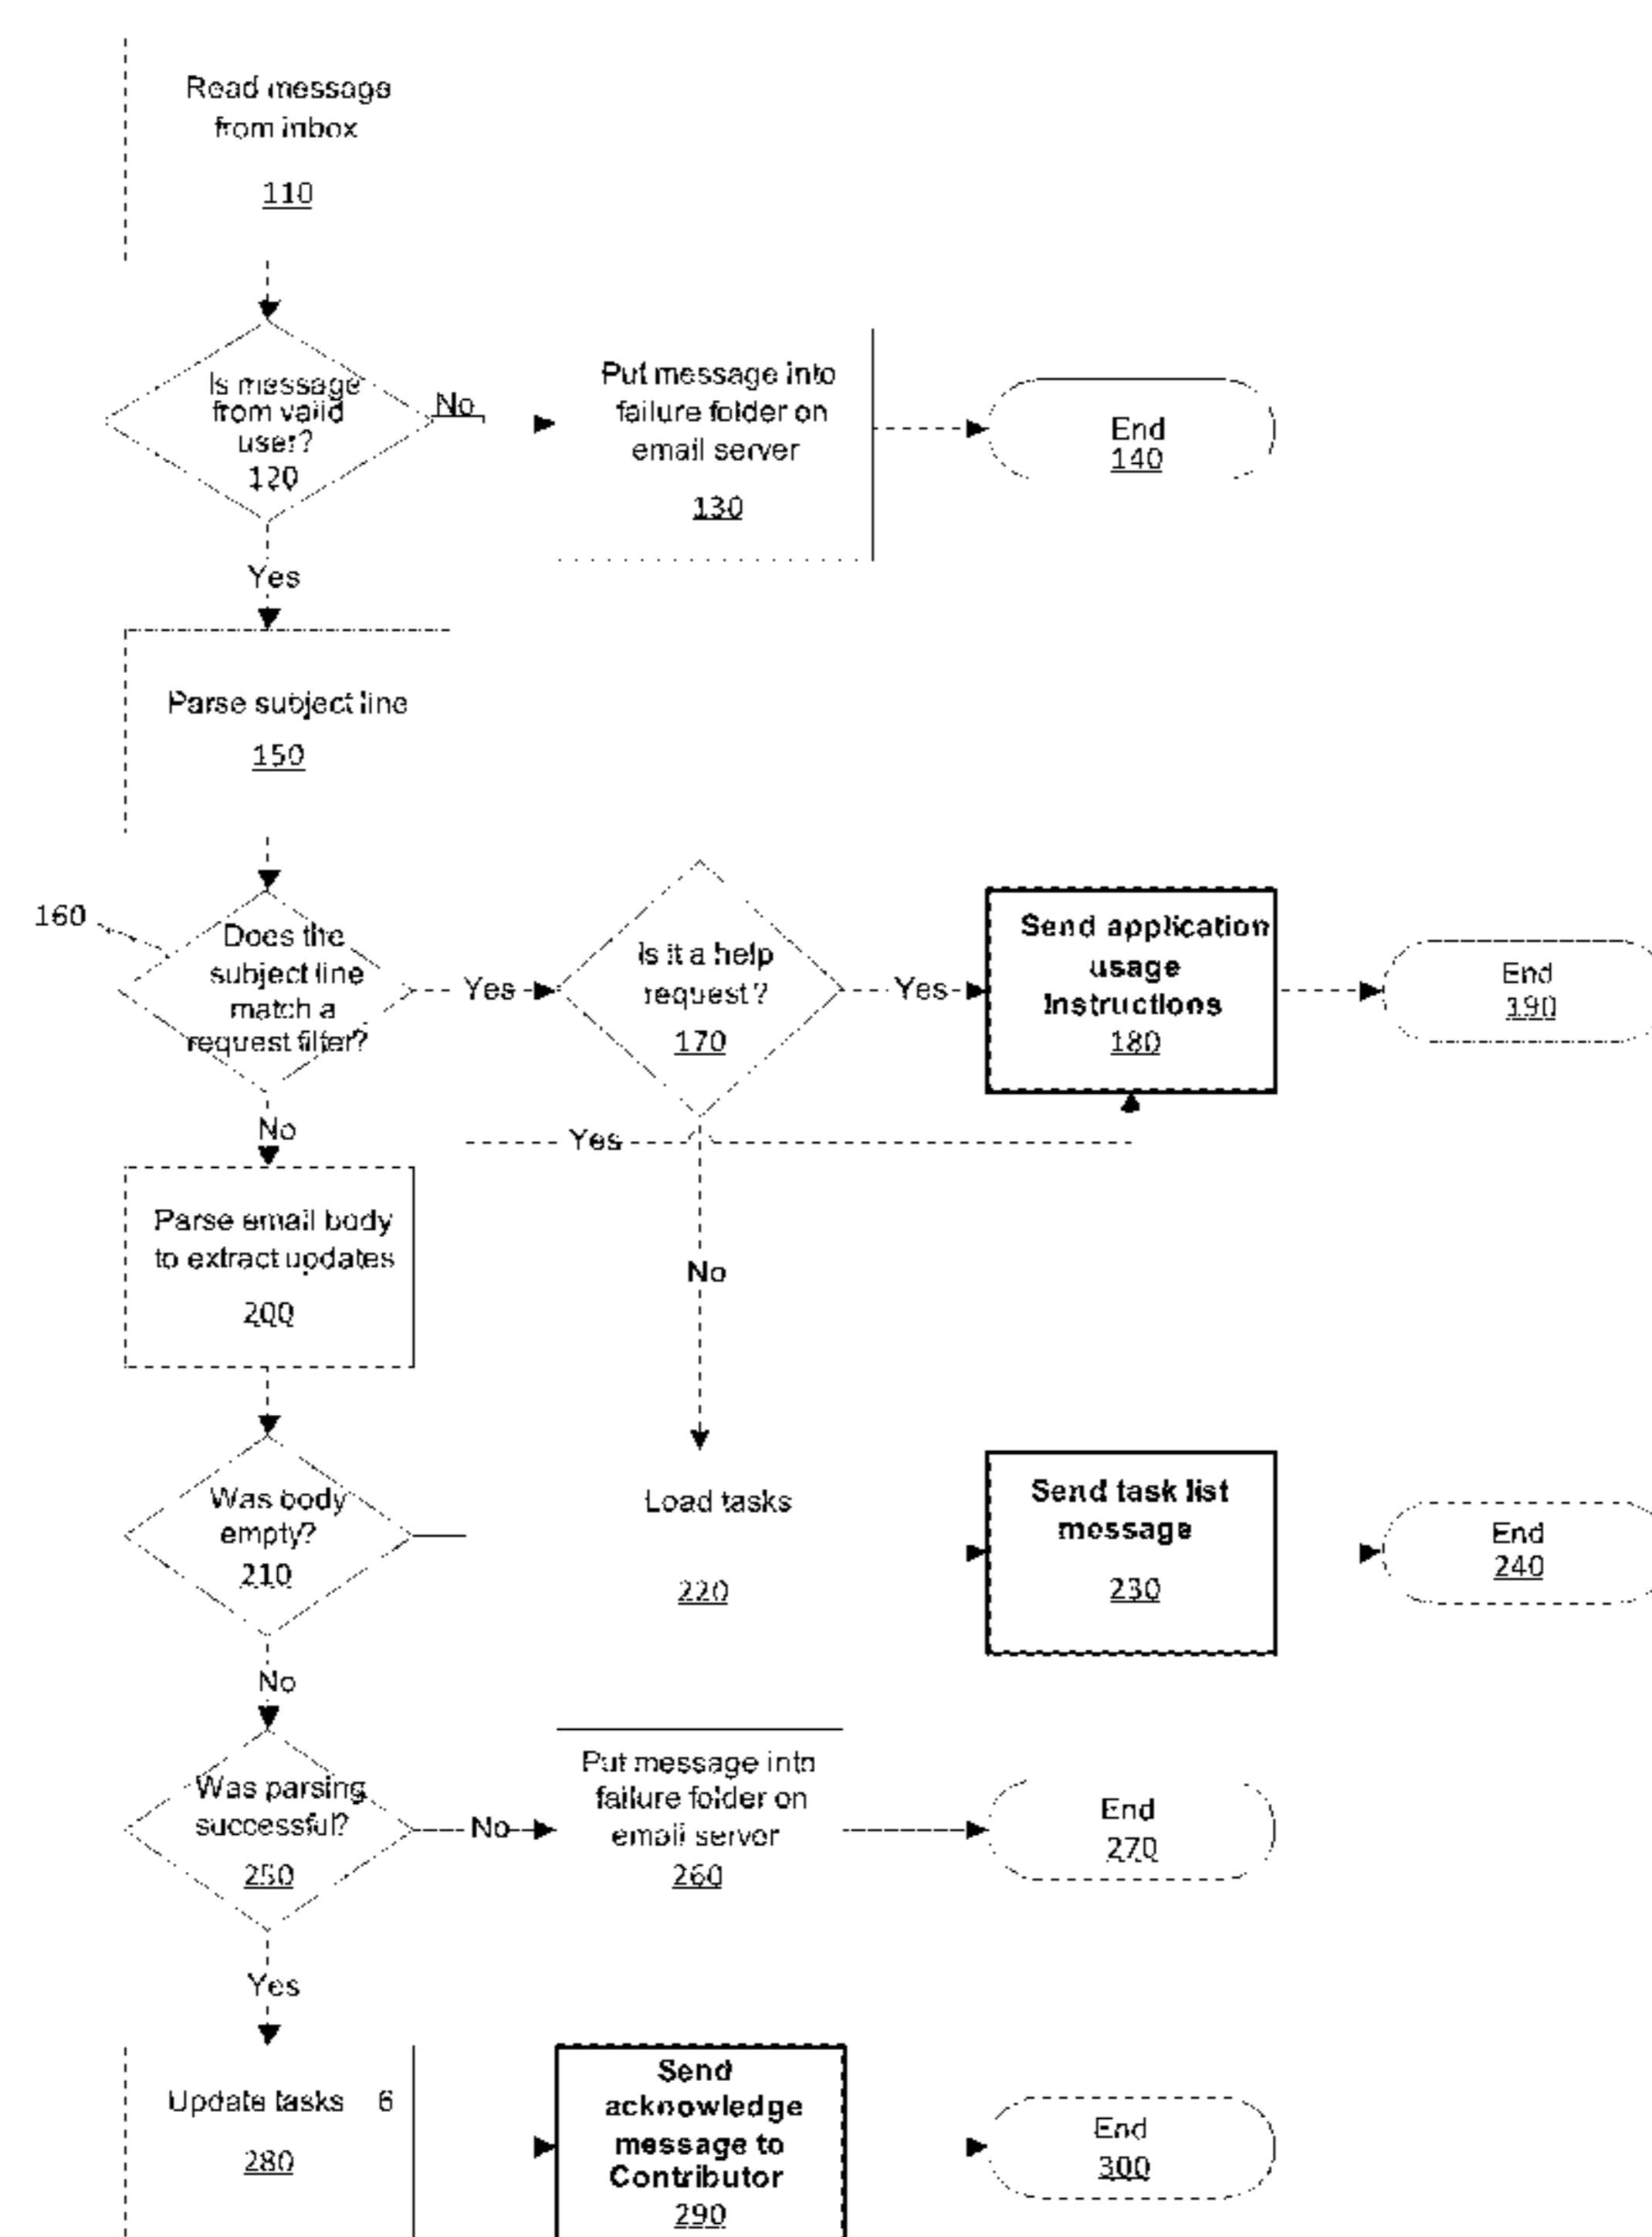 Read message
from inbox
110
Is message
from valid
user?
120
No
Put message into
failure folder on
email server
130
End
140
Yes
Parse subject line
150
160
Does the
subject line
match a
request filter?
Yes
Is it a help
request?
170
Yes
Send application
usage
Instructions
180
End
190
No
Yes
Parse email body
to extract updates
200
No
Was body
empty?
210
Load tasks
220
Send task list
message
230
End
240
No
Was parsing
successful?
250
No
Put message into
failure folder on
email server
260
End
270
Yes
Update tasks 6
280
Send
acknowledge
message to
Contributor
290
End
300